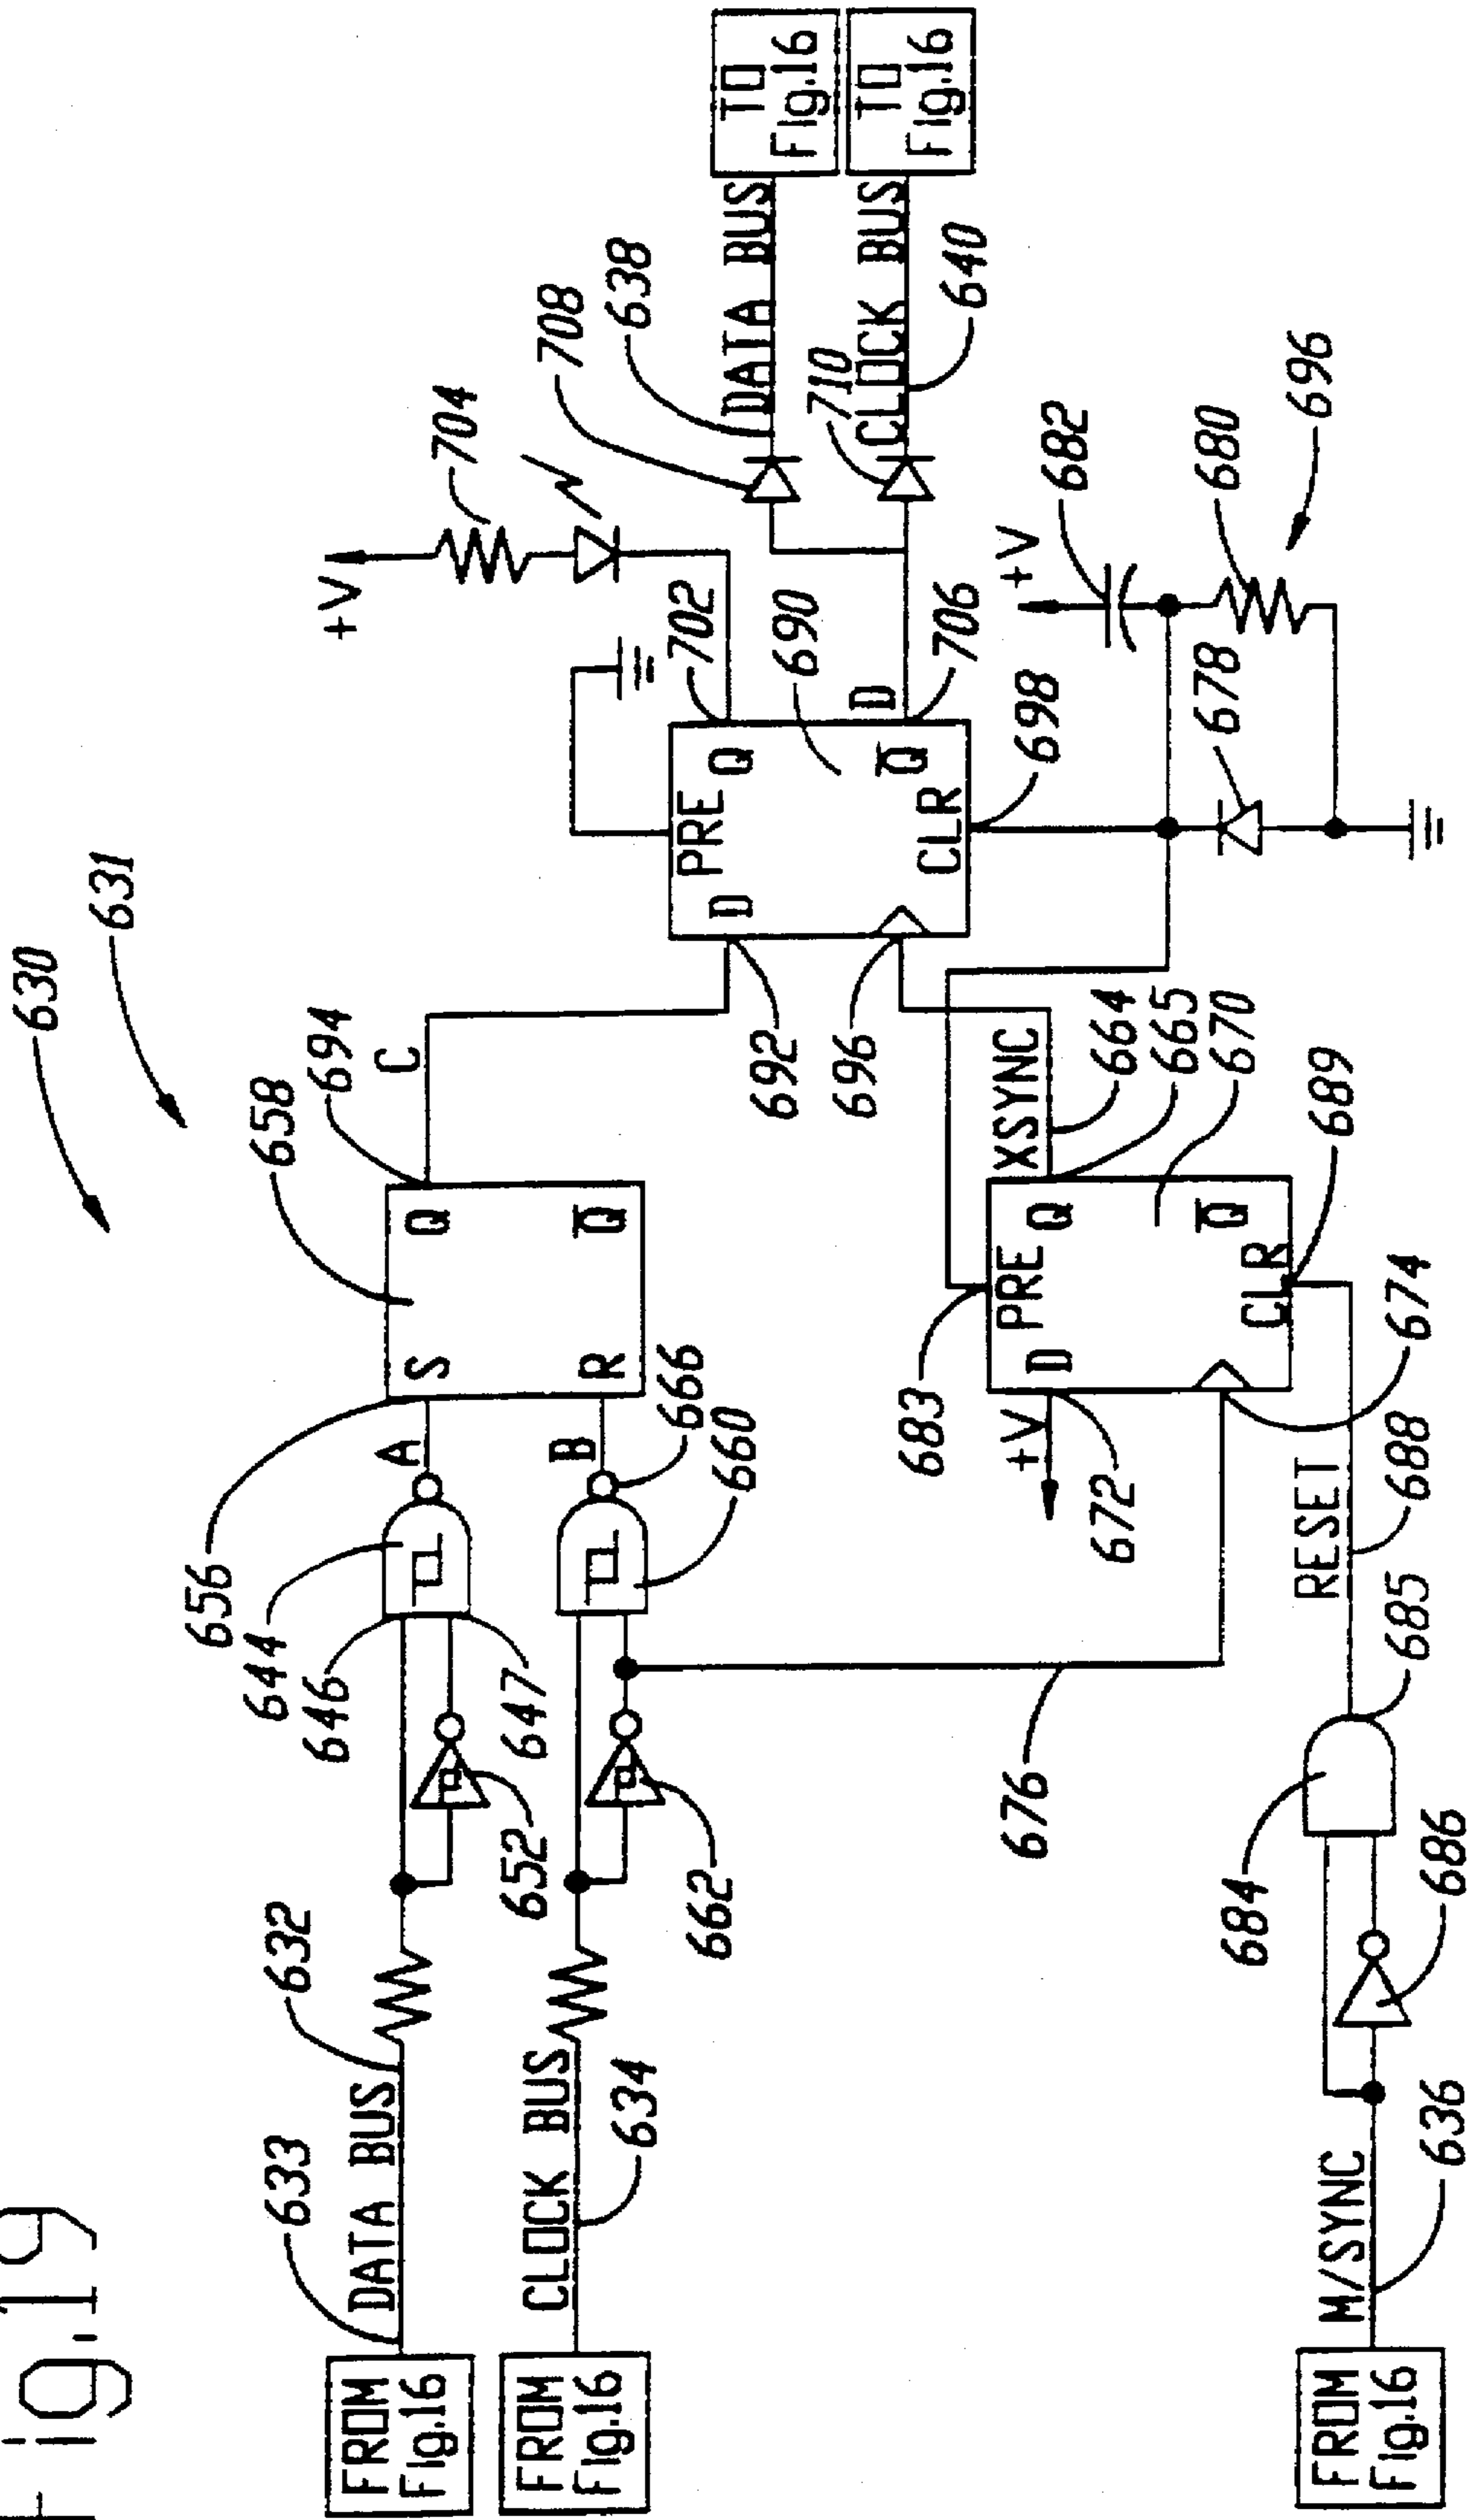 Fig.19
630
631
633
DATA BUS
632
FROM
Fig.16
646
644
656
A
S
Q
658
694
C
647
652
CLOCK BUS
634
FROM
Fig.16
662
B
R
Q
666
660
+V
704
708
638
DATA BUS
TO
Fig.16
710
CLOCK BUS
640
TO
Fig.16
702
PRE
D
Q
690
D
Q
CLR
706
698
692
696
+V
682
680
678
696
XSYNC
664
665
670
689
683
PRE
D
Q
Q
CLR
+V
672
674
676
M/SYNC
636
FROM
Fig.16
684
686
685
RESET
688